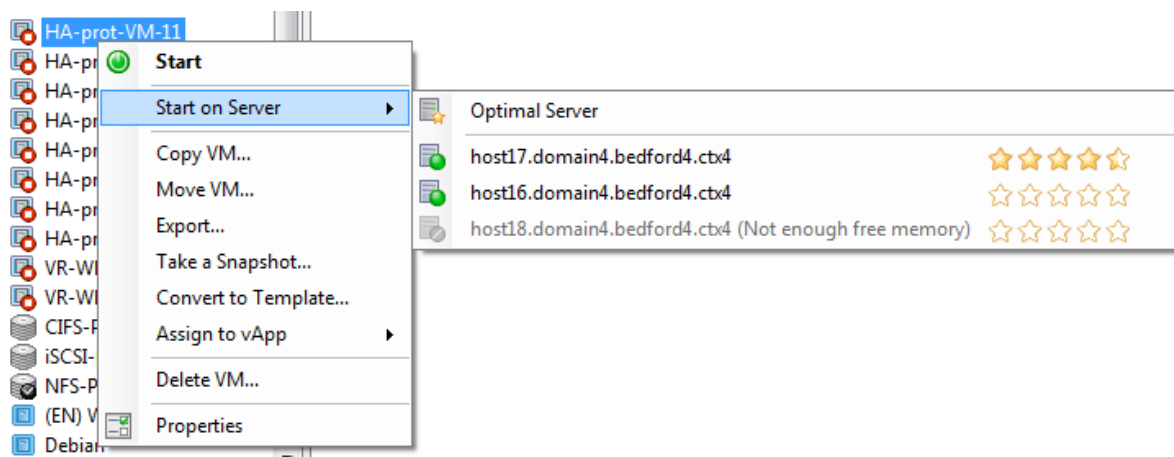 HA-prot-VM-11
HA-pr
Start
HA-pr
Start on Server
HA-pr
HA-pr
HA-pr
HA-pr
HA-pr
VR-WI
VR-WI
CIFS-P
iSCSI-
NFS-P
(EN) W
Debian
Copy VM...
Move VM...
Export...
Take a Snapshot...
Convert to Template...
Assign to vApp
Delete VM...
Properties
Optimal Server
host17.domain4.bedford4.ctx4
host16.domain4.bedford4.ctx4
host18.domain4.bedford4.ctx4 (Not enough free memory)